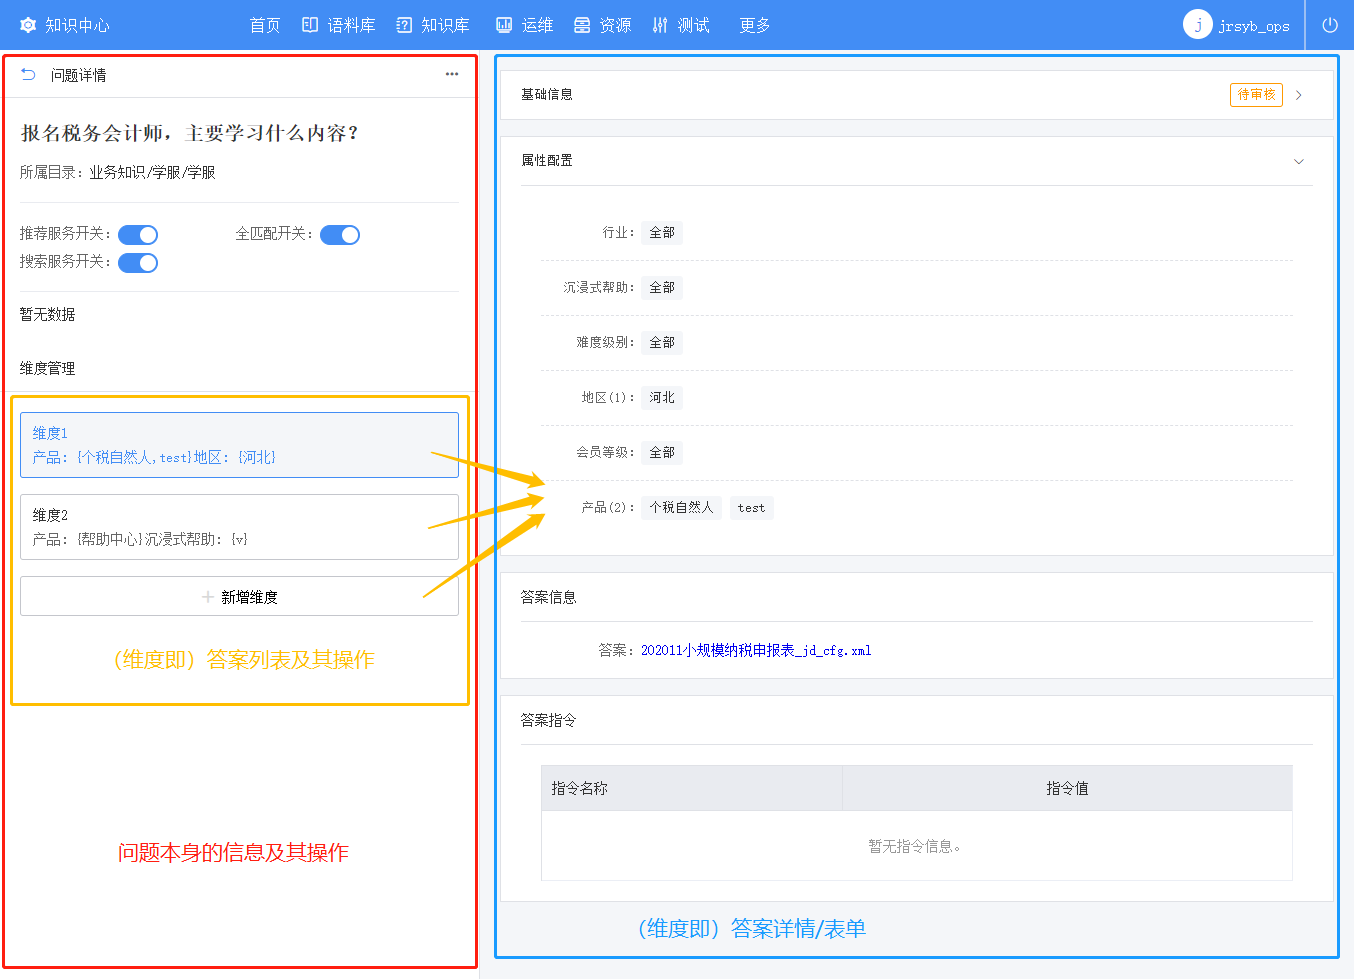 知识中心
首页
语料库
知识库
运维
资源
测试
更多
j
jrsyb_ops
问题详情
报名税务会计师，主要学习什么内容？
所属目录：业务知识/学服/学服
推荐服务开关：
全匹配开关：
搜索服务开关：
暂无数据
维度管理
维度1
产品：{个税自然人,test}地区：{河北}
维度2
产品：{帮助中心}沉浸式帮助：{v}
新增维度
（维度即）答案列表及其操作
问题本身的信息及其操作
基础信息
待审核
属性配置
行业： 全部
沉浸式帮助： 全部
难度级别： 全部
地区(1)： 河北
会员等级： 全部
产品(2)： 个税自然人 test
答案信息
答案：202011小规模纳税申报表_jd_cfg.xml
答案指令
指令名称 指令值
暂无指令信息。
（维度即）答案详情/表单